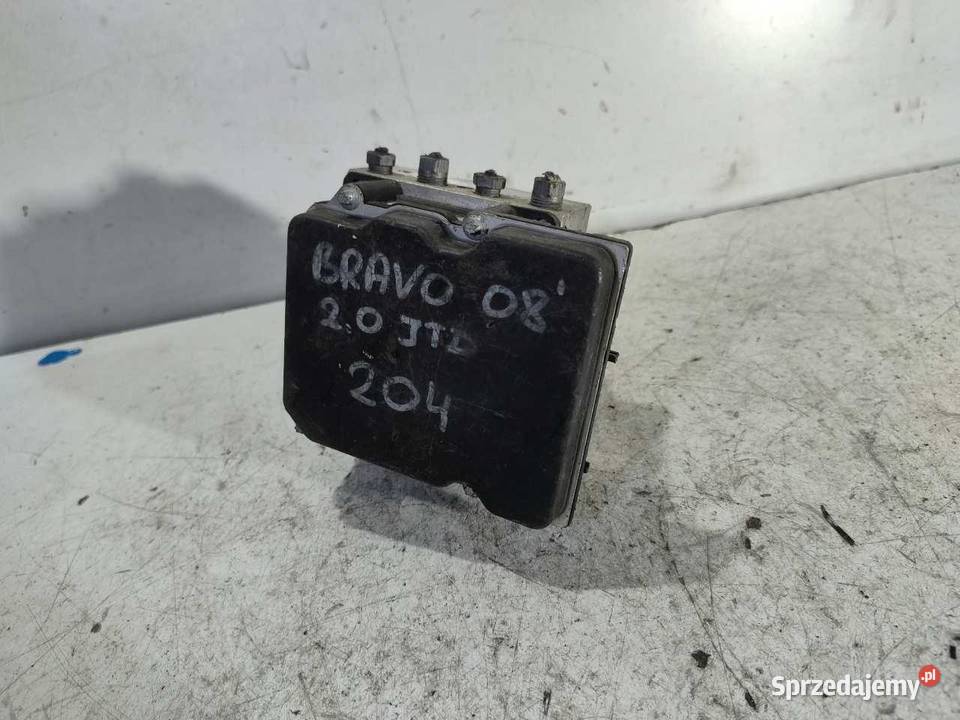 BRAVO 08'
2.0 JTD
204
Sprzedajemy.pl